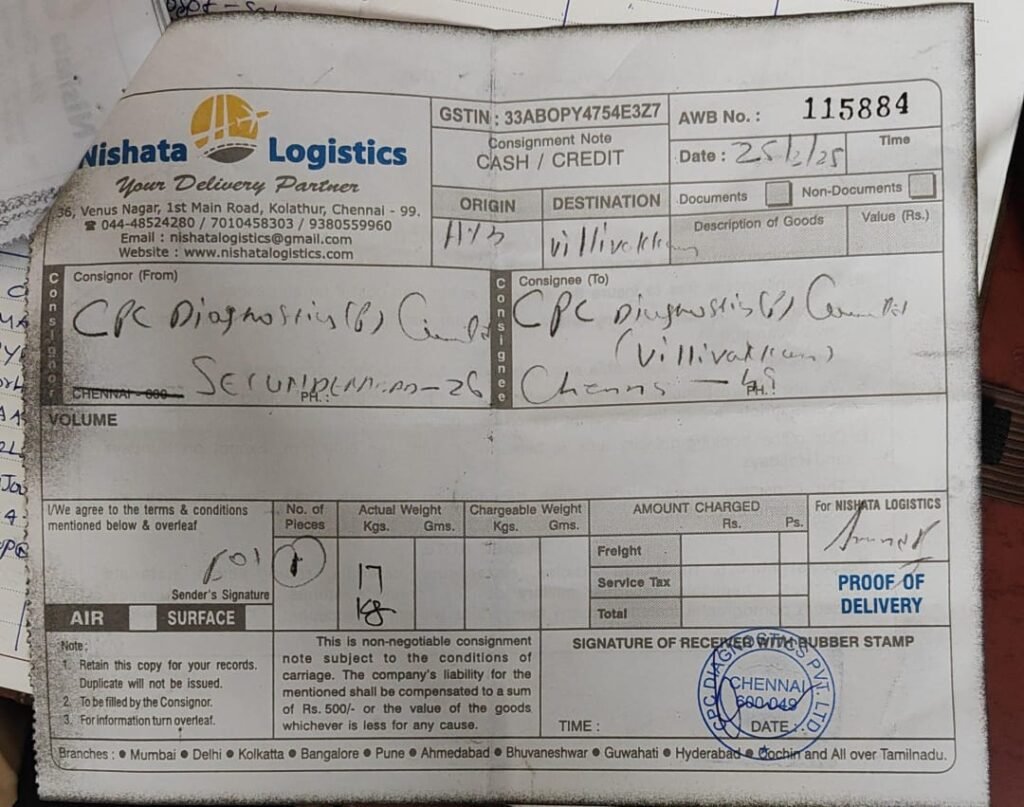 Nishata Logistics
Your Delivery Partner
36, Venus Nagar, 1st Main Road, Kolathur, Chennai - 99.
☎ 044-48524280 / 7010458303 / 9380559960
Email : nishatalogistics@gmail.com
Website : www.nishatalogistics.com
GSTIN : 33ABOPY4754E3Z7
Consignment Note
CASH / CREDIT
AWB No. : 115884
Date : 25/2/25
Time
ORIGIN
DESTINATION
Hyb
Villivakkam
Documents
Non-Documents
Description of Goods
Value (Rs.)
Consignor
Consignor (From)
CPC Diagnostics (P)
SECUNDERABAD-26
CHENNAI - 600
PH. :
Consignee
Consignee (To)
CPC Diagnostics (P)
(Villivakkam)
Chennai - 49
PH. :
VOLUME
I/We agree to the terms & conditions
mentioned below & overleaf
Sender's Signature
AIR
SURFACE
No. of
Pieces
1
Actual Weight
Kgs. Gms.
17
kg
Chargeable Weight
Kgs. Gms.
AMOUNT CHARGED
Rs. Ps.
Freight
Service Tax
Total
For NISHATA LOGISTICS
PROOF OF
DELIVERY
Note :
1. Retain this copy for your records.
Duplicate will not be issued.
2. To be filled by the Consignor.
3. For information turn overleaf.
This is non-negotiable consignment
note subject to the conditions of
carriage. The company's liability for the
mentioned shall be compensated to a sum
of Rs. 500/- or the value of the goods
whichever is less for any cause.
SIGNATURE OF RECEIVER WITH RUBBER STAMP
CPC DIAGNOSTICS PVT. LTD
CHENNAI
600 049
TIME :
DATE :
Branches : ● Mumbai ● Delhi ● Kolkatta ● Bangalore ● Pune ● Ahmedabad ● Bhuvaneshwar ● Guwahati ● Hyderabad ● Cochin and All over Tamilnadu.